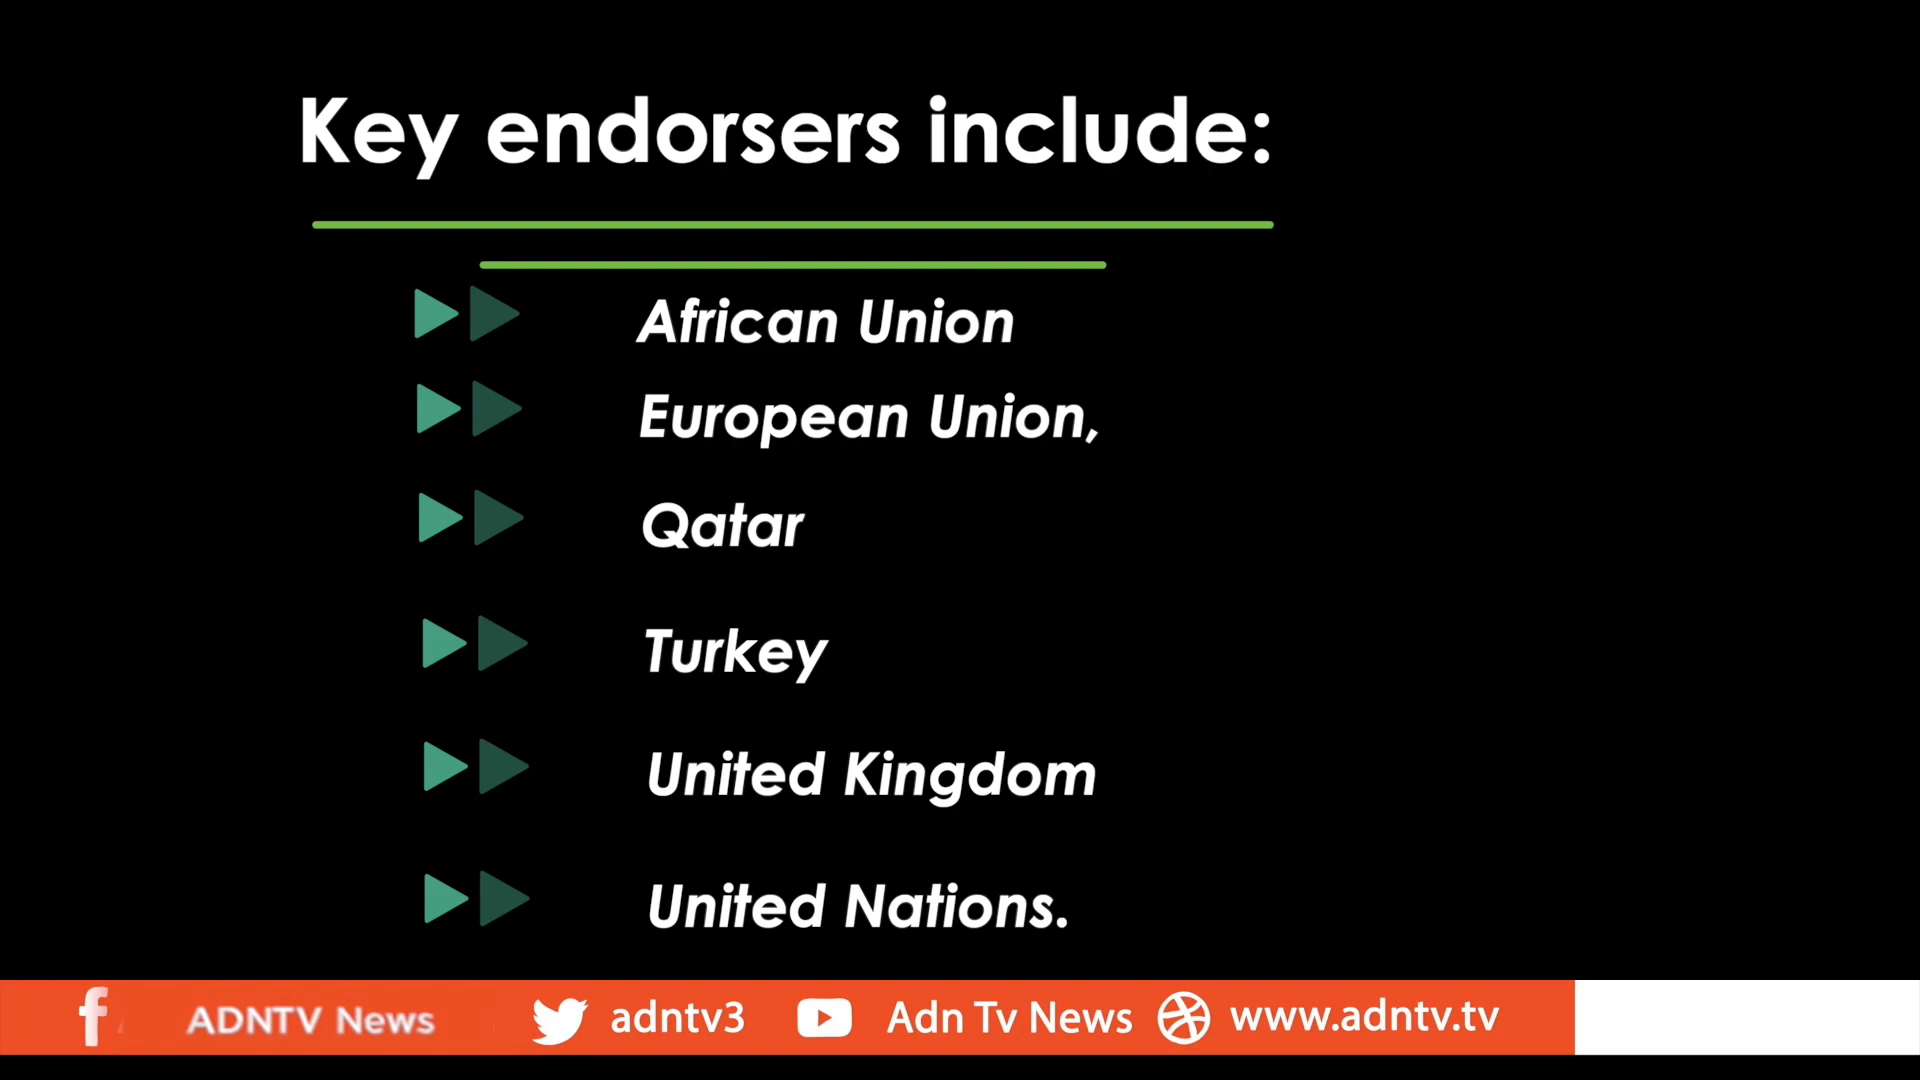 Key endorsers include:
African Union
European Union,
Qatar
Turkey
United Kingdom
United Nations.
ADNTV News adntv3 Adn Tv News www.adntv.tv